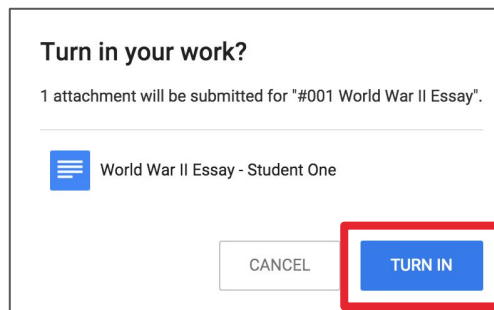 Turn in your work?
1 attachment will be submitted for "#001 World War II Essay".
World War II Essay - Student One
CANCEL
TURN IN